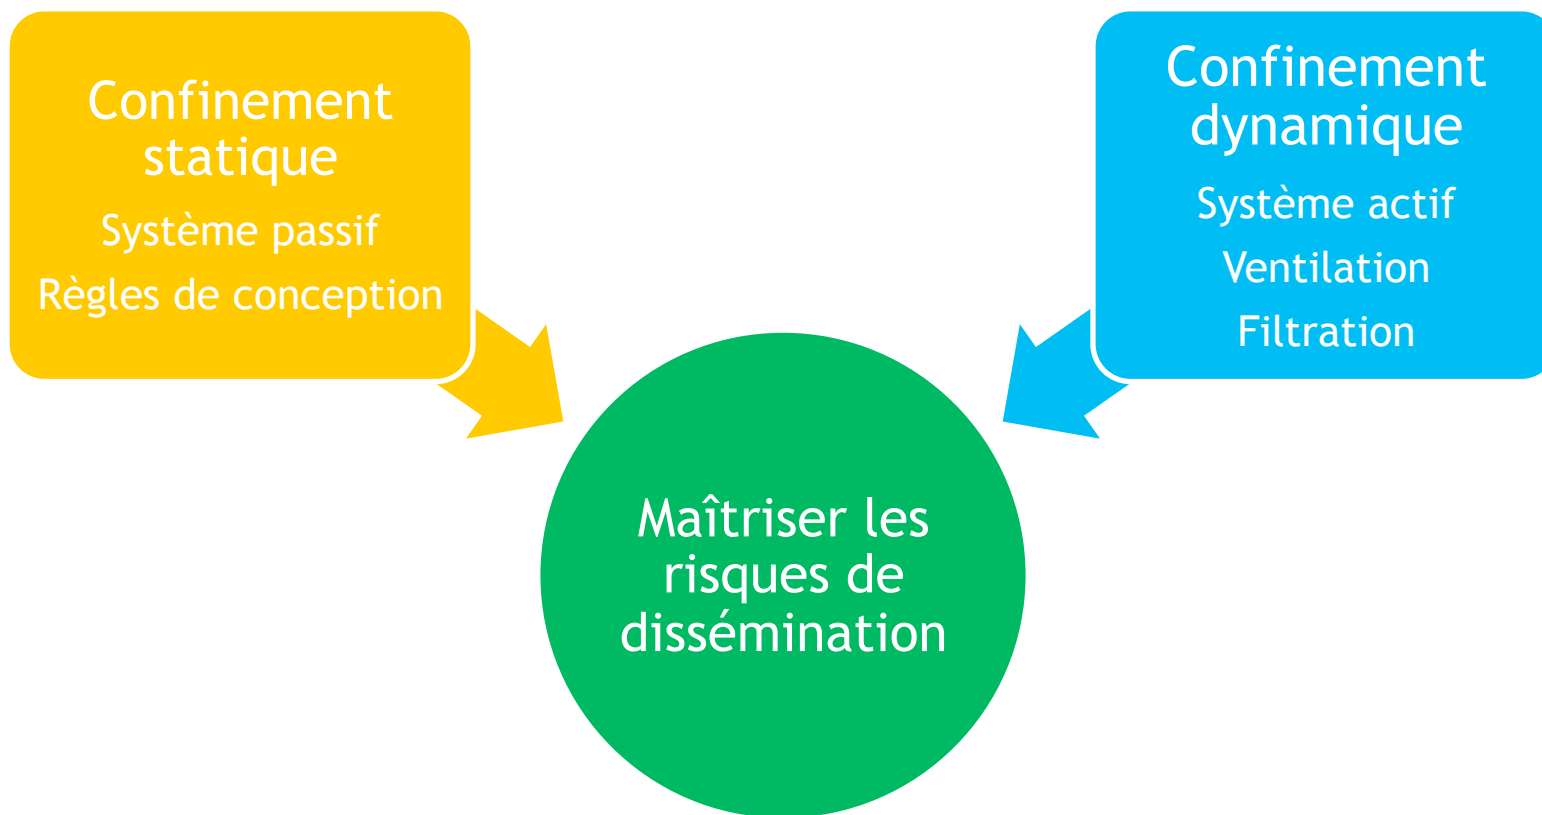 Confinement
statique
Système passif
Règles de conception
Confinement
dynamique
Système actif
Ventilation
Filtration
Maîtriser les
risques de
dissémination